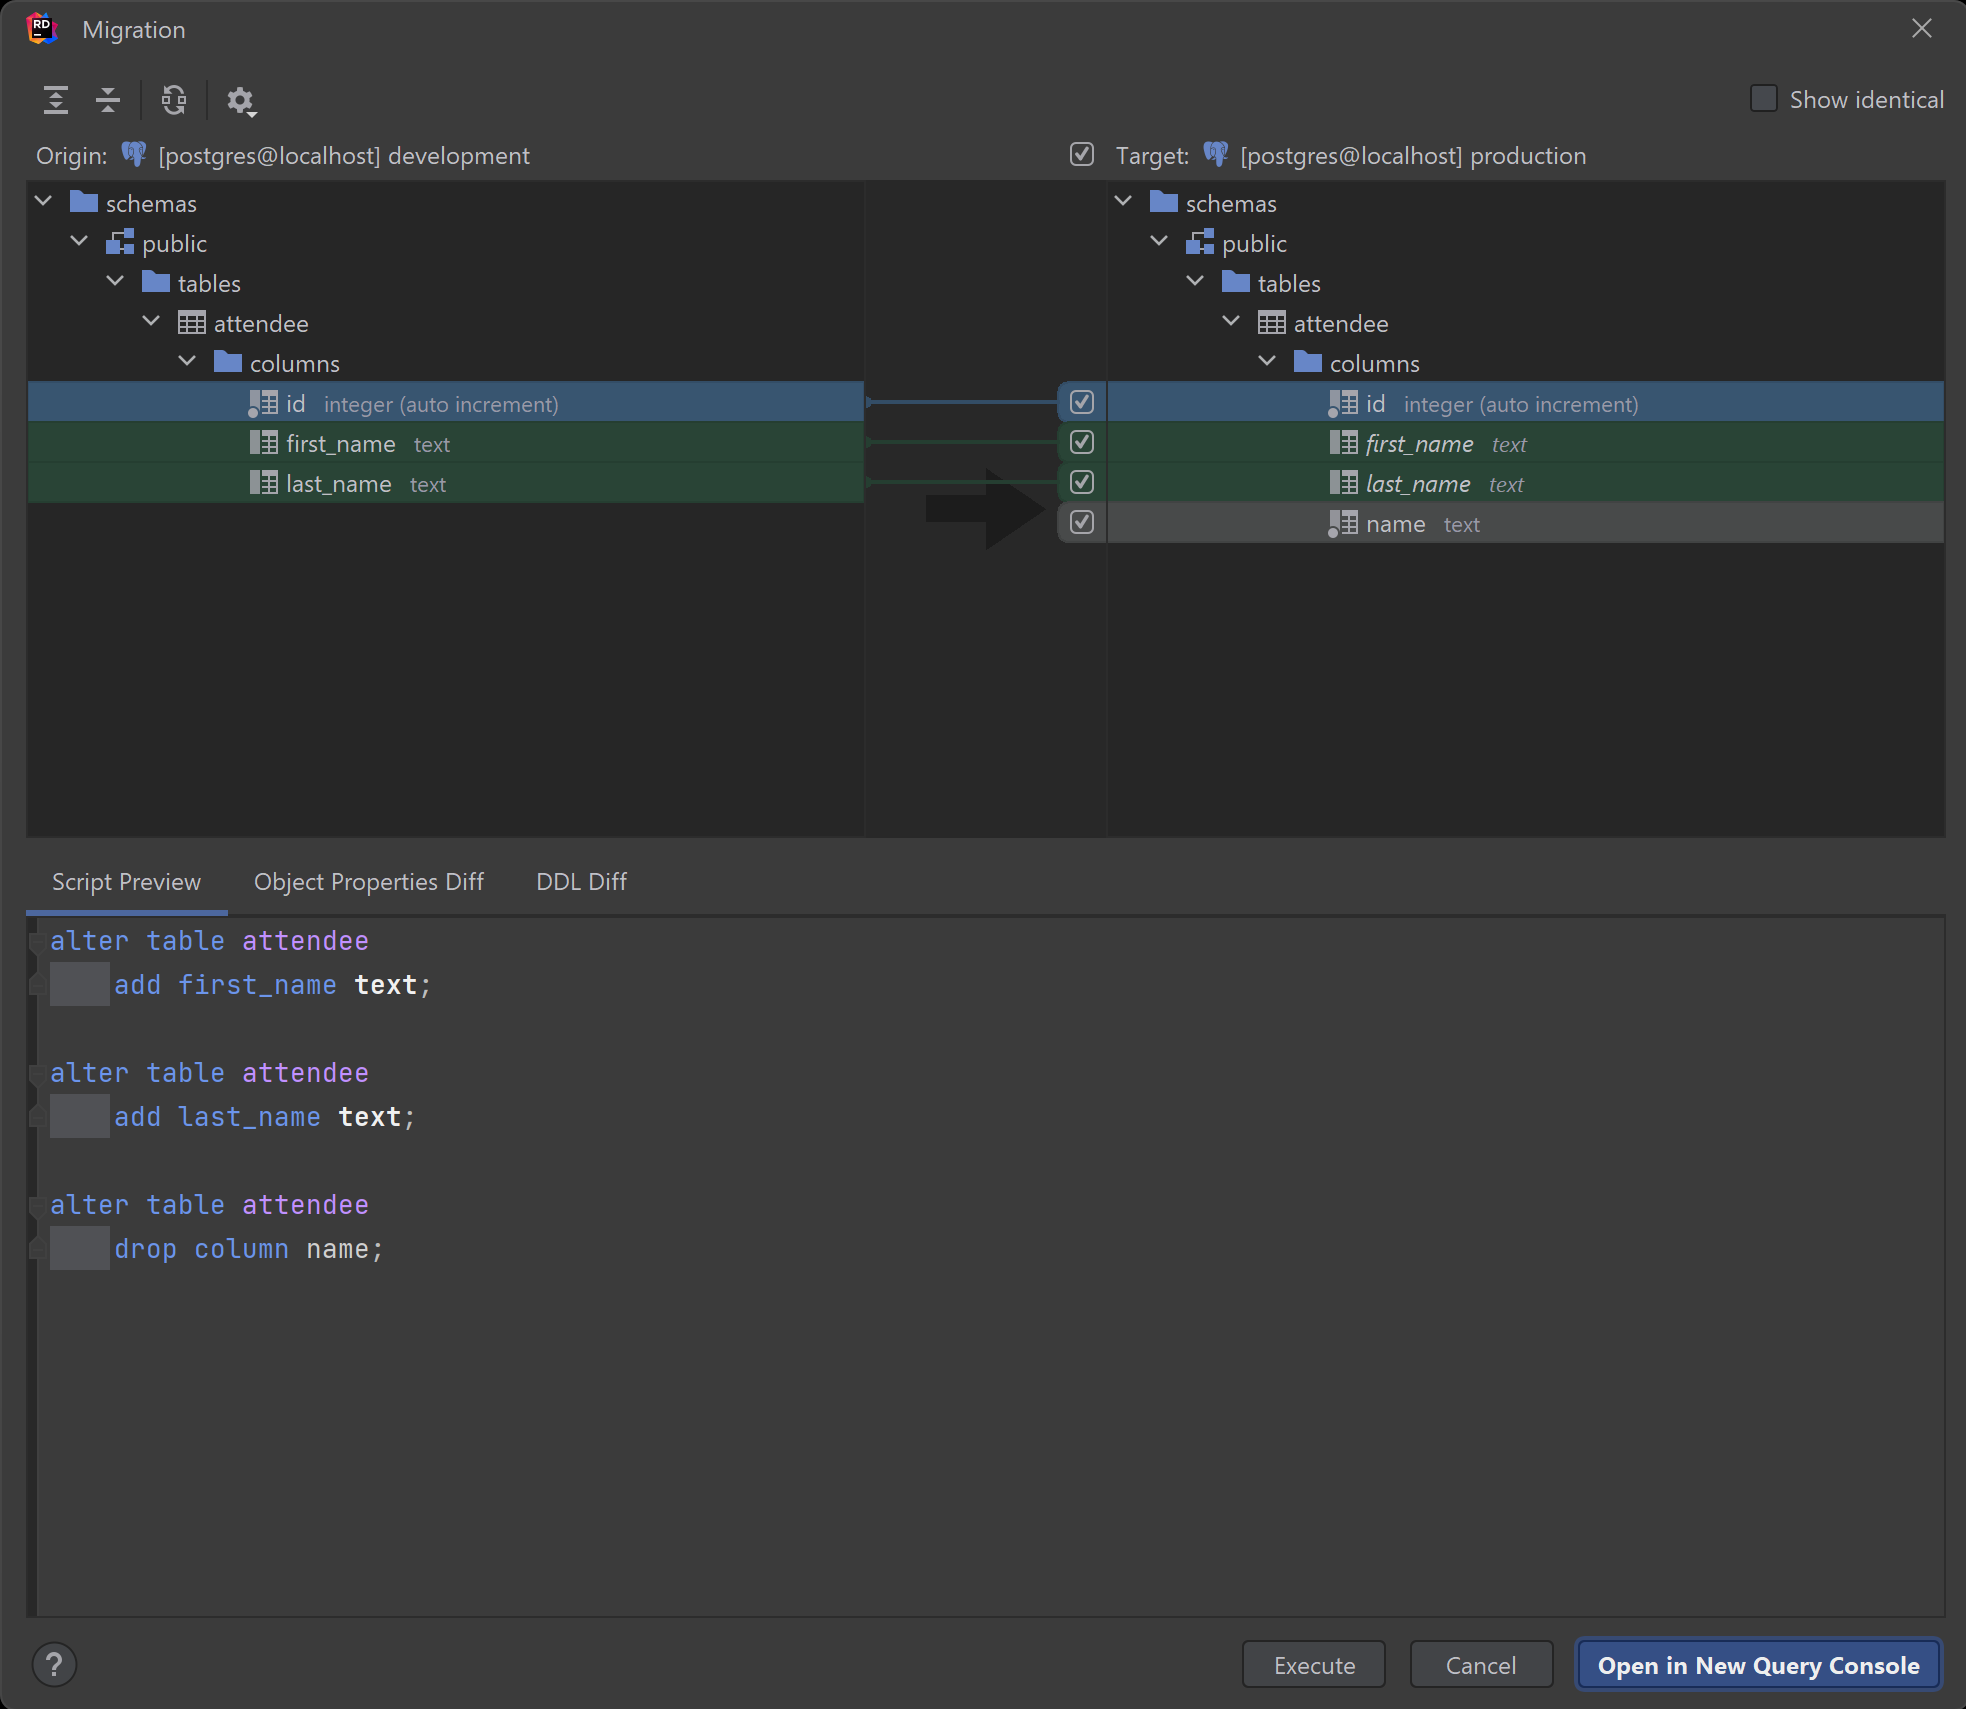 RD
Migration
Show identical
Origin: [postgres@localhost] development
Target: [postgres@localhost] production
schemas
public
tables
attendee
columns
id integer (auto increment)
first_name text
last_name text
schemas
public
tables
attendee
columns
id integer (auto increment)
first_name text
last_name text
name text
Script Preview Object Properties Diff DDL Diff
alter table attendee
add first_name text;
alter table attendee
add last_name text;
alter table attendee
drop column name;
? Execute Cancel Open in New Query Console